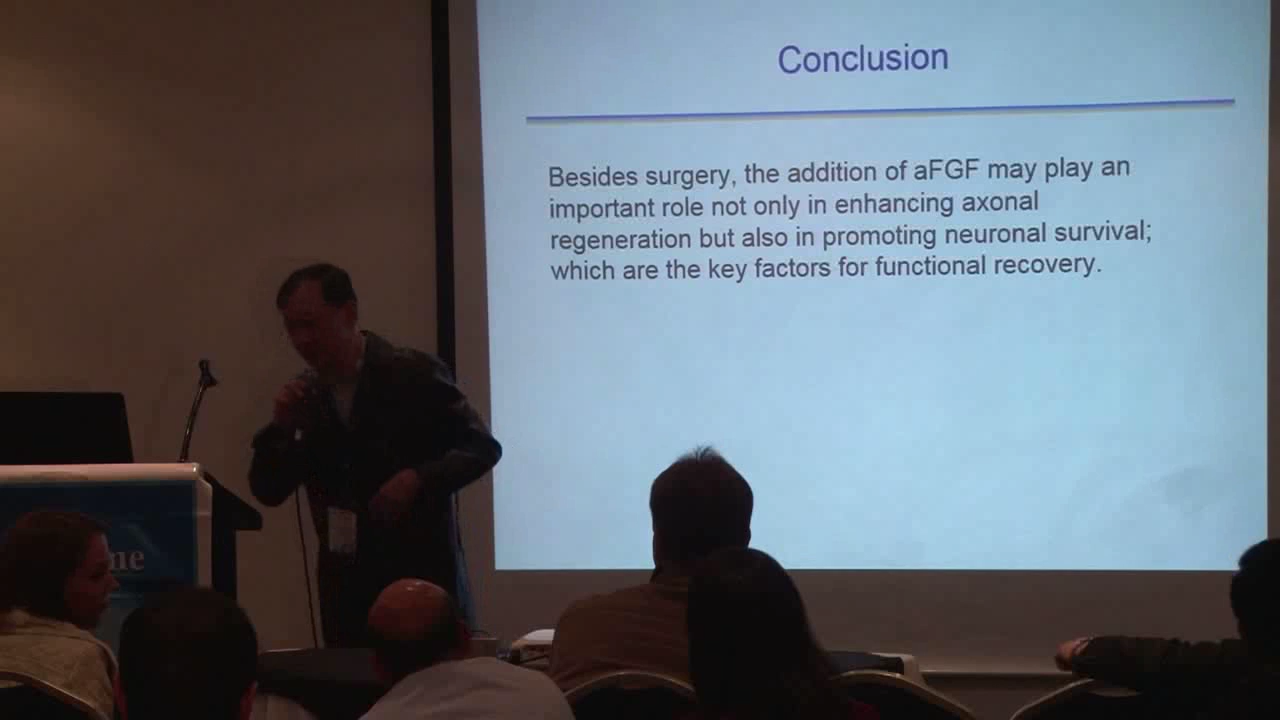 Conclusion
Besides surgery, the addition of aFGF may play an
important role not only in enhancing axonal
regeneration but also in promoting neuronal survival;
which are the key factors for functional recovery.